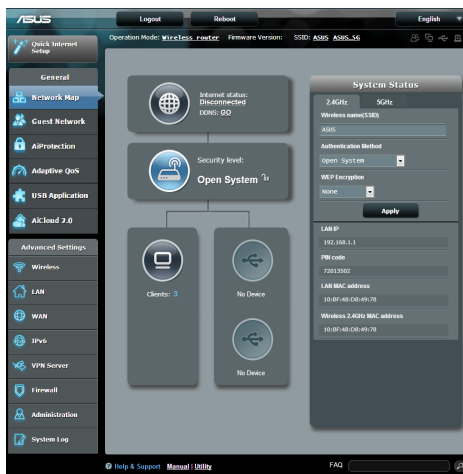 ASUS
Logout
Reboot
English
Quick Internet
Setup
Operation Mode: Wireless router Firmware Version: SSID: ASUS ASUS_5G
General
Network Map
Guest Network
AiProtection
Adaptive QoS
USB Application
AiCloud 2.0
Advanced Settings
Wireless
LAN
WAN
IPv6
VPN Server
Firewall
Administration
System Log
Internet status:
Disconnected
DDNS: GO
Security level:
Open System
Clients: 3
No Device
No Device
System Status
2.4GHz 5GHz
Wireless name(SSID)
ASUS
Authentication Method
Open System
WEP Encryption
None
Apply
LAN IP
192.168.1.1
PIN code
72013502
LAN MAC address
10:BF:48:D8:49:78
Wireless 2.4GHz MAC address
10:BF:48:D8:49:78
Help & Support Manual | Utility FAQ